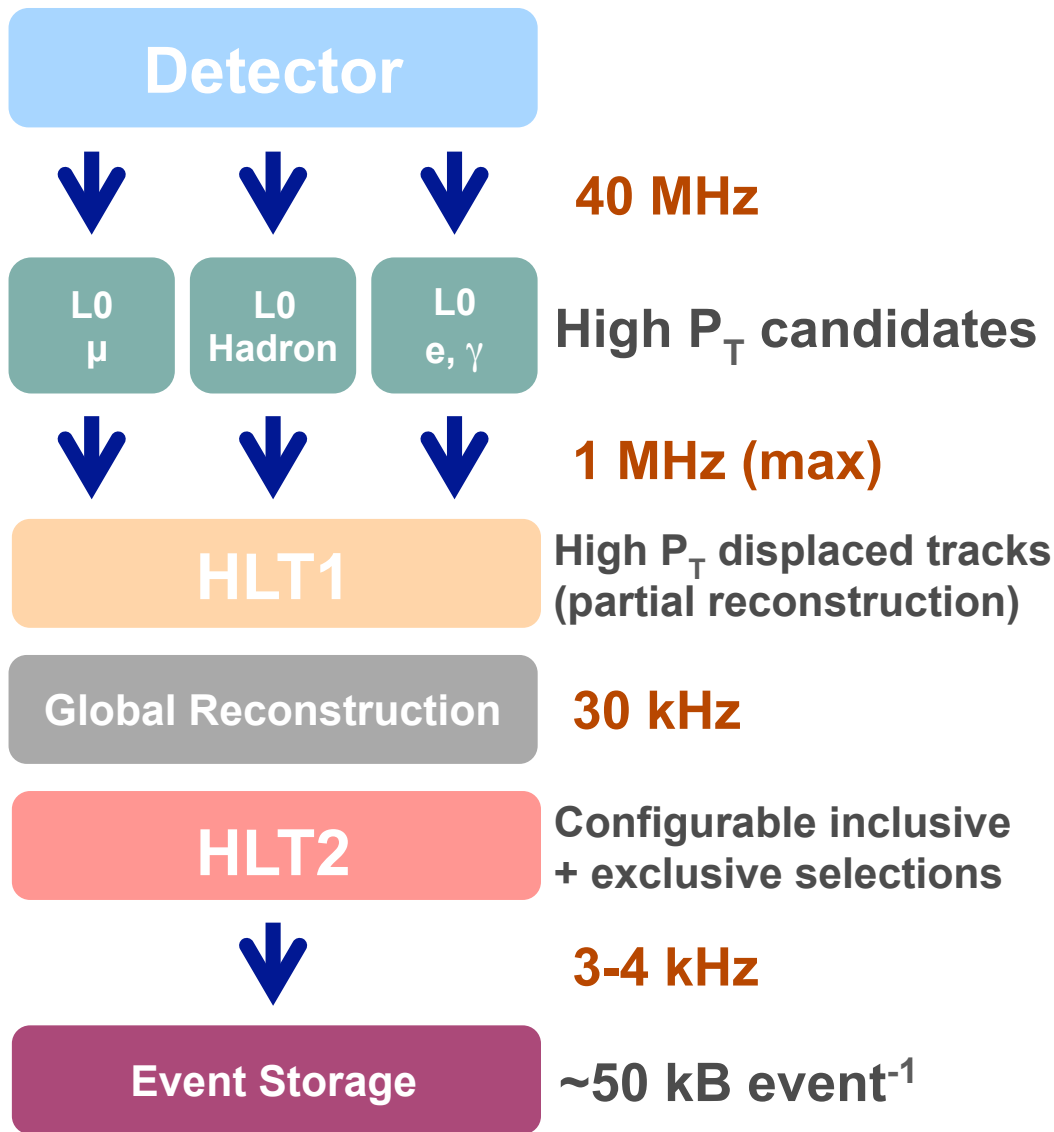 Detector
40 MHz
L0
μ
L0
Hadron
L0
e, γ
High P_T candidates
1 MHz (max)
HLT1
High P_T displaced tracks
(partial reconstruction)
Global Reconstruction
30 kHz
HLT2
Configurable inclusive
+ exclusive selections
3-4 kHz
Event Storage
~50 kB event⁻¹